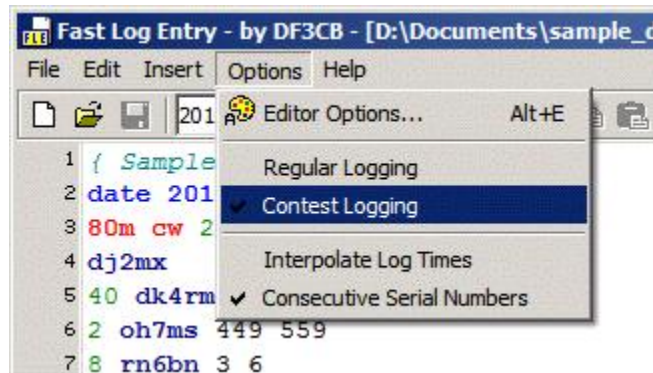 FLE Fast Log Entry - by DF3CB - [D:\Documents\sample_
File Edit Insert Options Help
201
Editor Options... Alt+E
Regular Logging
Contest Logging
Interpolate Log Times
Consecutive Serial Numbers
1 { Sample
2 date 201
3 80m cw 2
4 dj2mx
5 40 dk4rm
6 2 oh7ms 449 559
7 8 rn6bn 3 6